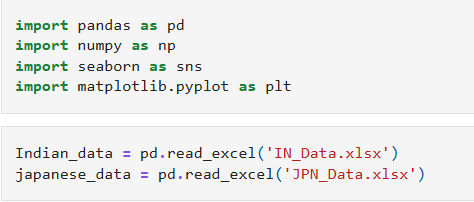 import pandas as pd
import numpy as np
import seaborn as sns
import matplotlib.pyplot as plt
Indian_data = pd.read_excel('IN_Data.xlsx')
japanese_data = pd.read_excel('JPN_Data.xlsx')